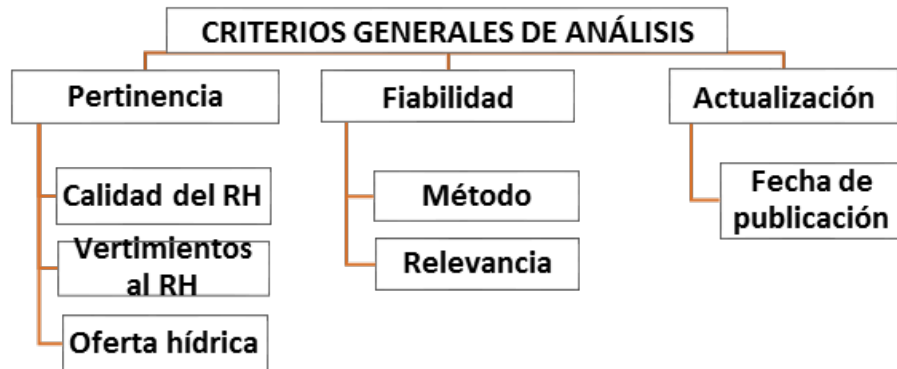 CRITERIOS GENERALES DE ANÁLISIS
Pertinencia
Fiabilidad
Actualización
Calidad del RH
Vertimientos
al RH
Oferta hídrica
Método
Relevancia
Fecha de
publicación